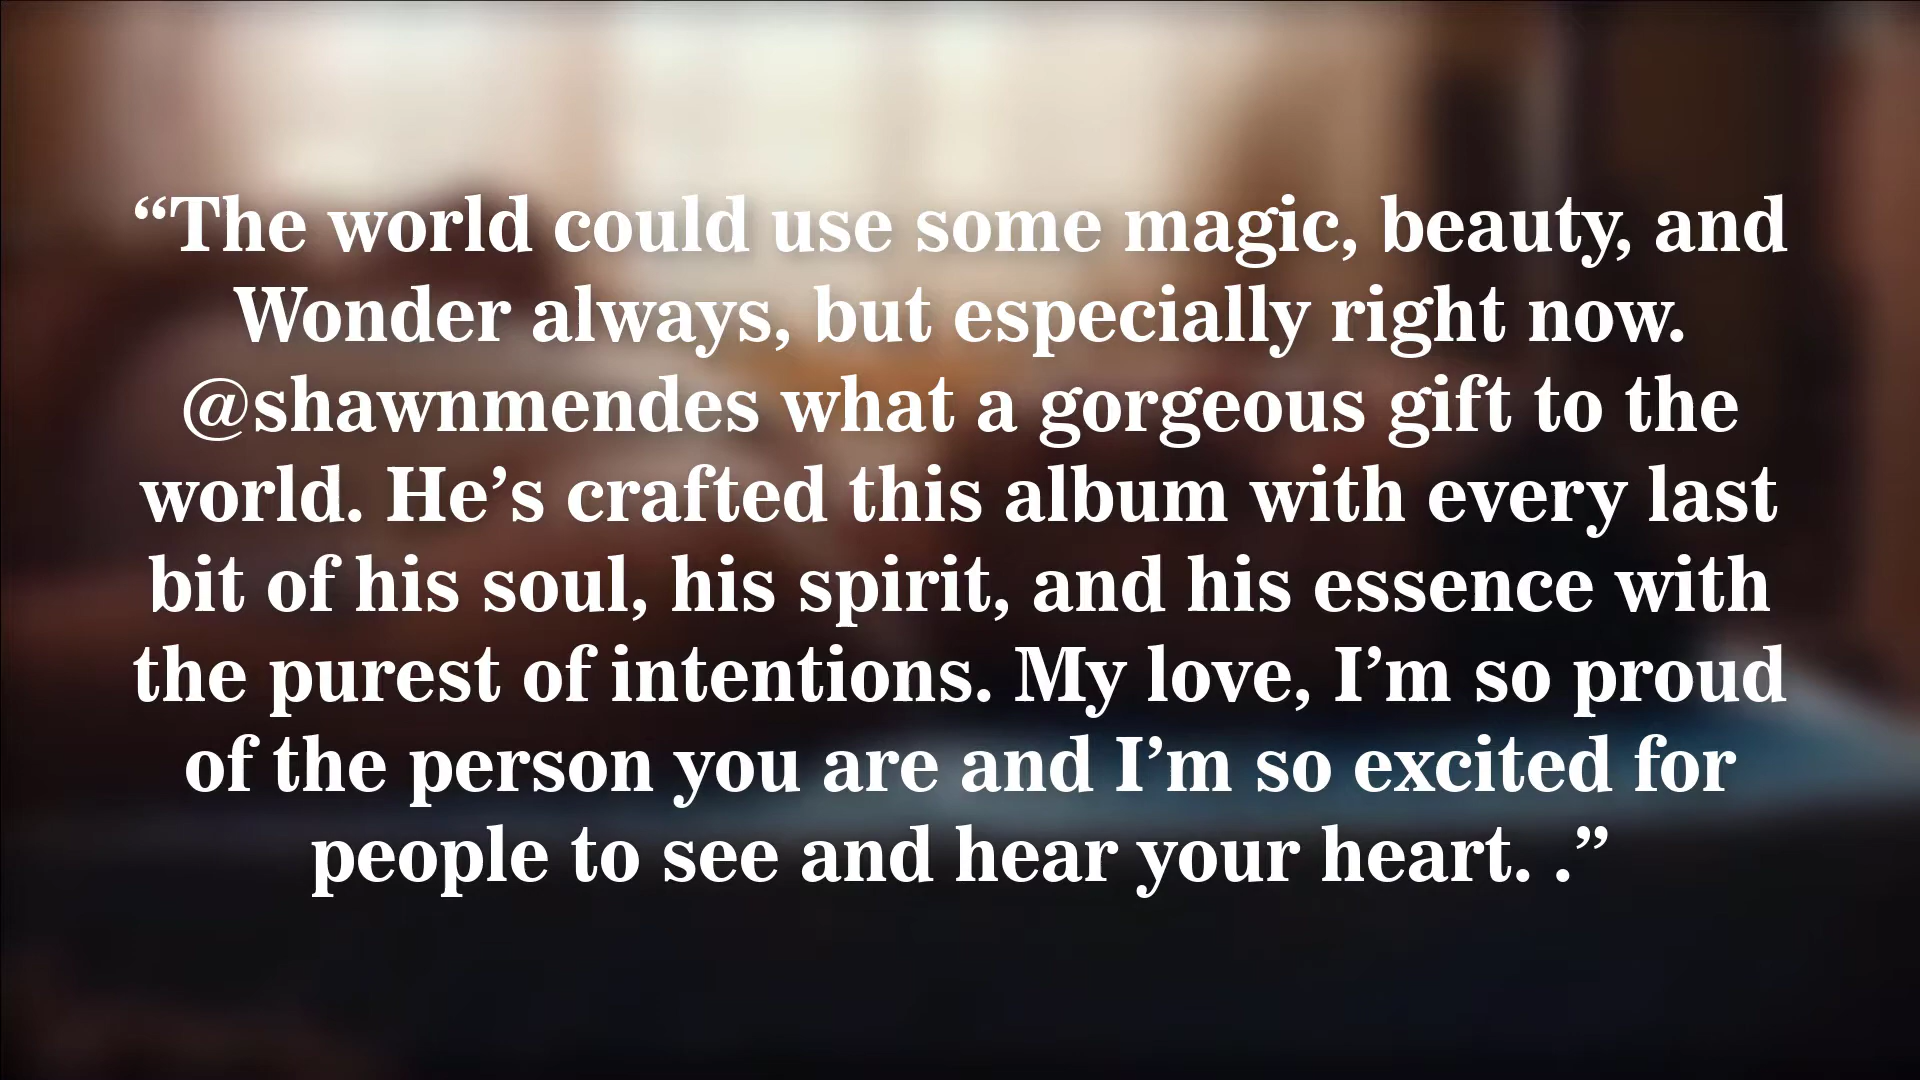 “The world could use some magic, beauty, and
Wonder always, but especially right now.
@shawnmendes what a gorgeous gift to the
world. He’s crafted this album with every last
bit of his soul, his spirit, and his essence with
the purest of intentions. My love, I’m so proud
of the person you are and I’m so excited for
people to see and hear your heart. .”